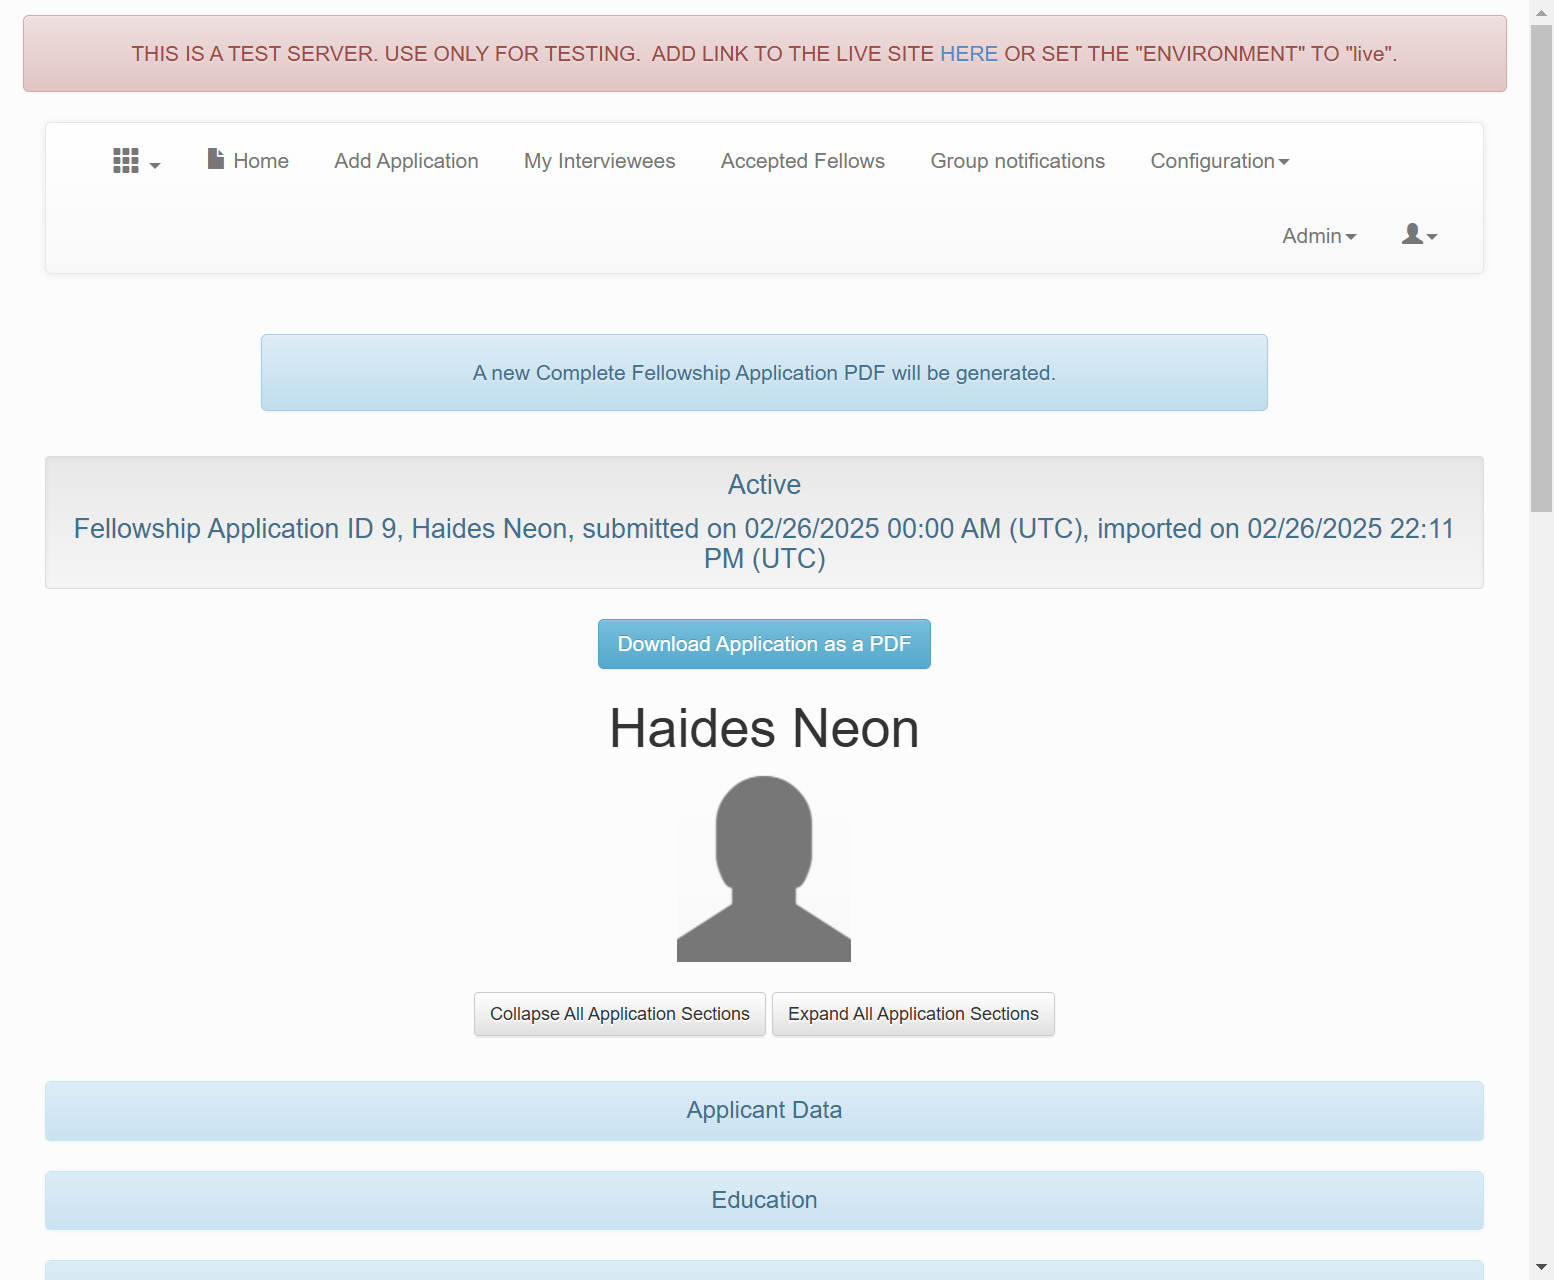 THIS IS A TEST SERVER. USE ONLY FOR TESTING.  ADD LINK TO THE LIVE SITE HERE OR SET THE "ENVIRONMENT" TO "live".
Home Add Application My Interviewees Accepted Fellows Group notifications Configuration
Admin
A new Complete Fellowship Application PDF will be generated.
Active
Fellowship Application ID 9, Haides Neon, submitted on 02/26/2025 00:00 AM (UTC), imported on 02/26/2025 22:11
PM (UTC)
Download Application as a PDF
Haides Neon
Collapse All Application Sections Expand All Application Sections
Applicant Data
Education